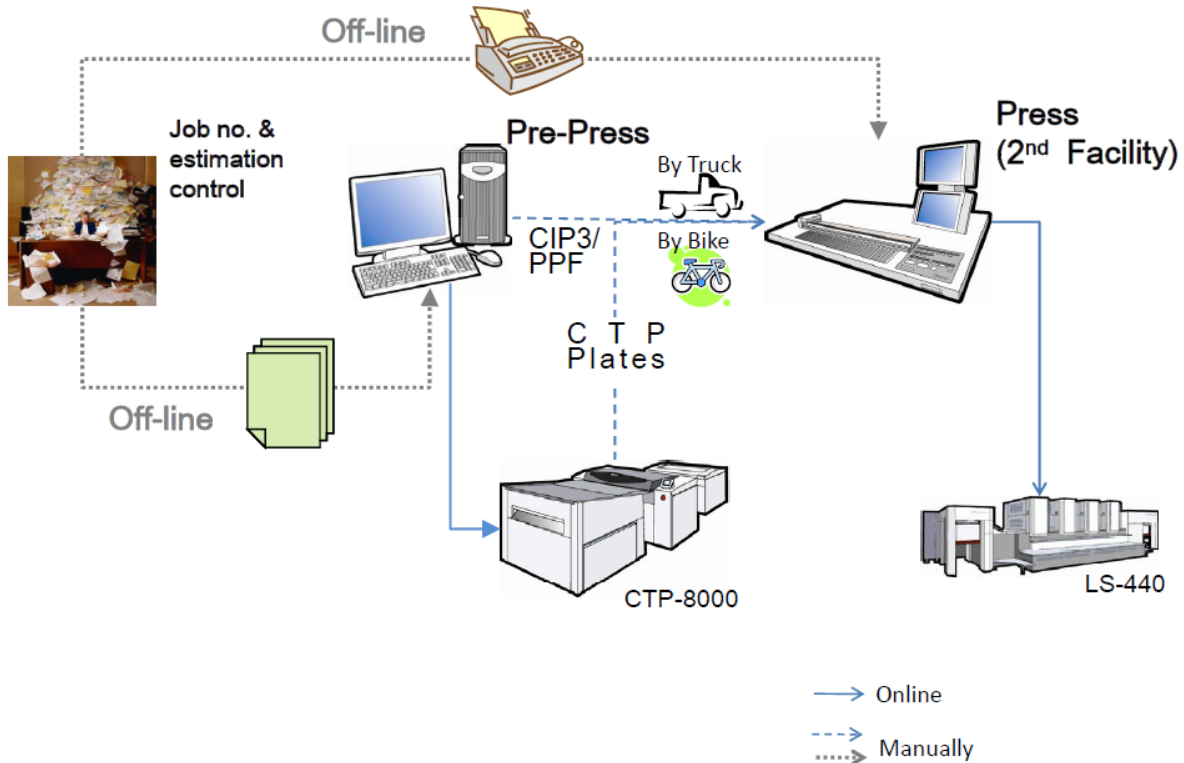 Off-line
Job no. &
estimation
control
Pre-Press
Press
(2nd Facility)
By Truck
CIP3/
PPF
By Bike
C T P
Plates
Off-line
CTP-8000
LS-440
Online
Manually